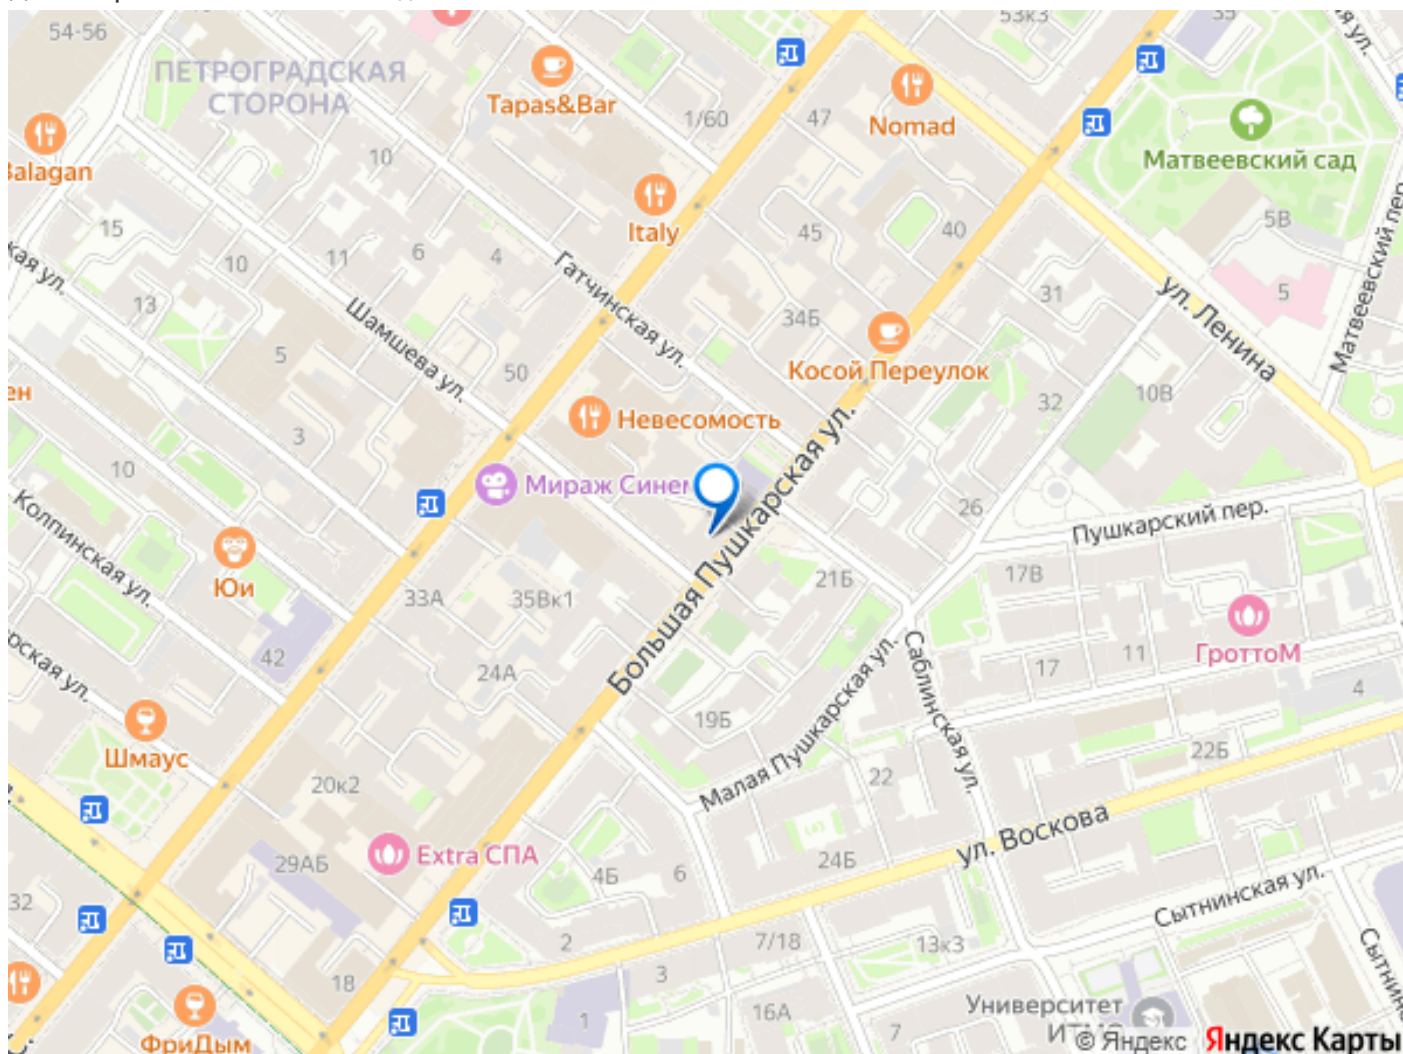 54-56
53к3
35
ПЕТРОГРАДСКАЯ
СТОРОНА
Tapas&Bar
1/60
47
Nomad
Матвеевский сад
10
Italy
45
40
5В
Матвеевский пер.
15
10
11
6
4
Гатчинская ул.
31
5
ул. Ленина
13
Шамшева ул.
34Б
Косой Переулок
5
50
32
10В
Невесомость
3
10
Мираж Синем
Большая Пушкарская ул.
26
Пушкарский пер.
Колпинская ул.
Юи
33А
35Вк1
21Б
17В
ГроттоМ
42
24А
Саблинская ул.
17
11
4
Шмаус
19Б
Малая Пушкарская ул.
22Б
20к2
22
ул. Воскова
29АБ
Extra СПА
4Б
6
24Б
Сытнинская ул.
32
2
7/18
13к3
18
3
16А
Университет
1
7
ФриДым
© Яндекс
Яндекс Карты